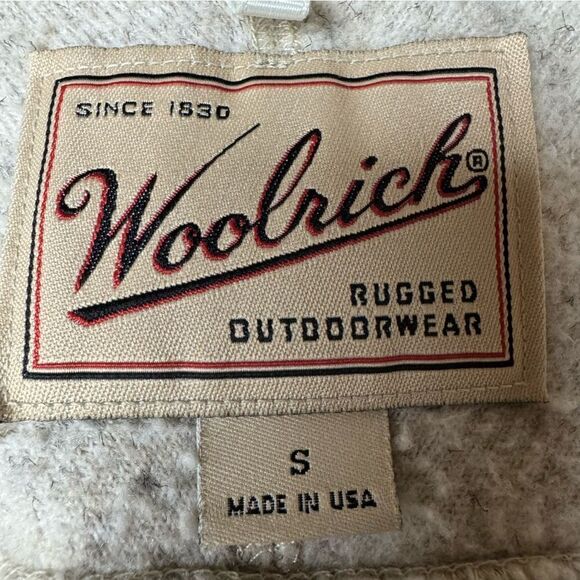 SINCE 1830
Woolrich®
RUGGED
OUTDOORWEAR
S
MADE IN USA